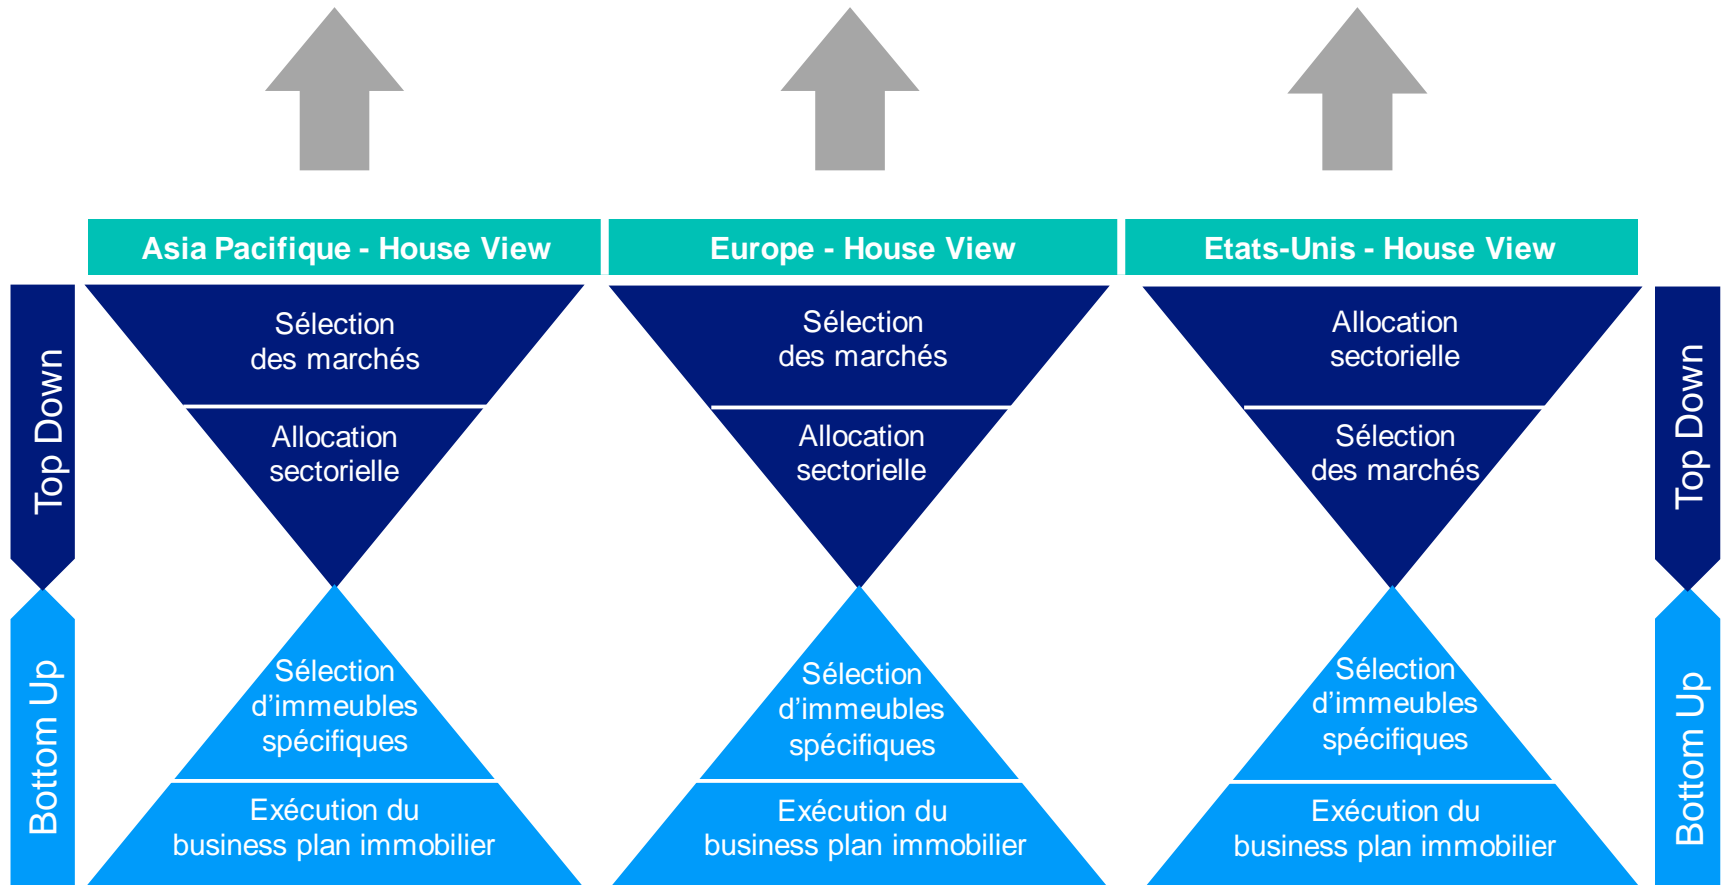 Asia Pacifique - House View
Europe - House View
Etats-Unis - House View
Top Down
Bottom Up
Sélection
des marchés
Allocation
sectorielle
Sélection
d’immeubles
spécifiques
Exécution du
business plan immobilier
Sélection
des marchés
Allocation
sectorielle
Sélection
d’immeubles
spécifiques
Exécution du
business plan immobilier
Allocation
sectorielle
Sélection
des marchés
Sélection
d’immeubles
spécifiques
Exécution du
business plan immobilier
Top Down
Bottom Up